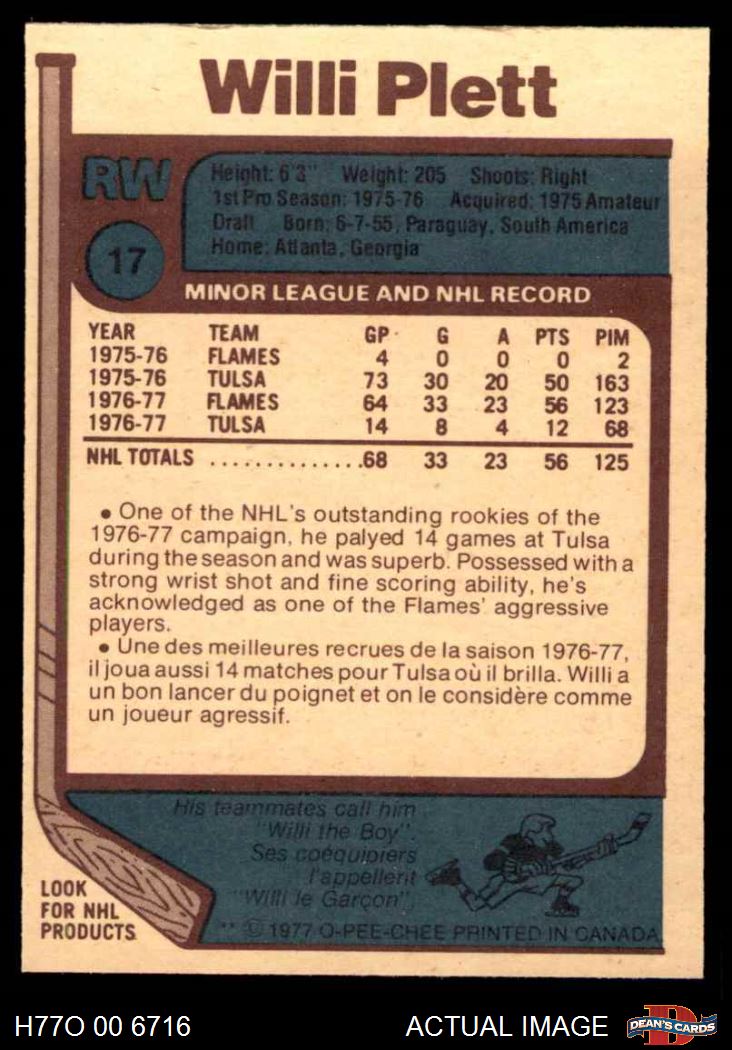 Willi Plett
RW
Height: 6'3" Weight: 205 Shoots: Right
1st Pro Season: 1975-76 Acquired: 1975 Amateur
Draft Born: 6-7-55, Paraguay, South America
Home: Atlanta, Georgia
17
MINOR LEAGUE AND NHL RECORD
YEAR TEAM GP G A PTS PIM
1975-76 FLAMES 4 0 0 0 2
1975-76 TULSA 73 30 20 50 163
1976-77 FLAMES 64 33 23 56 123
1976-77 TULSA 14 8 4 12 68
NHL TOTALS ..............68 33 23 56 125
• One of the NHL's outstanding rookies of the
1976-77 campaign, he palyed 14 games at Tulsa
during the season and was superb. Possessed with a
strong wrist shot and fine scoring ability, he's
acknowledged as one of the Flames' aggressive
players.
• Une des meilleures recrues de la saison 1976-77,
il joua aussi 14 matches pour Tulsa où il brilla. Willi a
un bon lancer du poignet et on le considère comme
un joueur agressif.
His teammates call him
"Willi the Boy".
Ses coéquipiers
l'appellent
"Willi le Garçon".
LOOK
FOR NHL
PRODUCTS
** © 1977 O-PEE-CHEE PRINTED IN CANADA
H77O 00 6716
ACTUAL IMAGE
D
DEAN'S CARDS